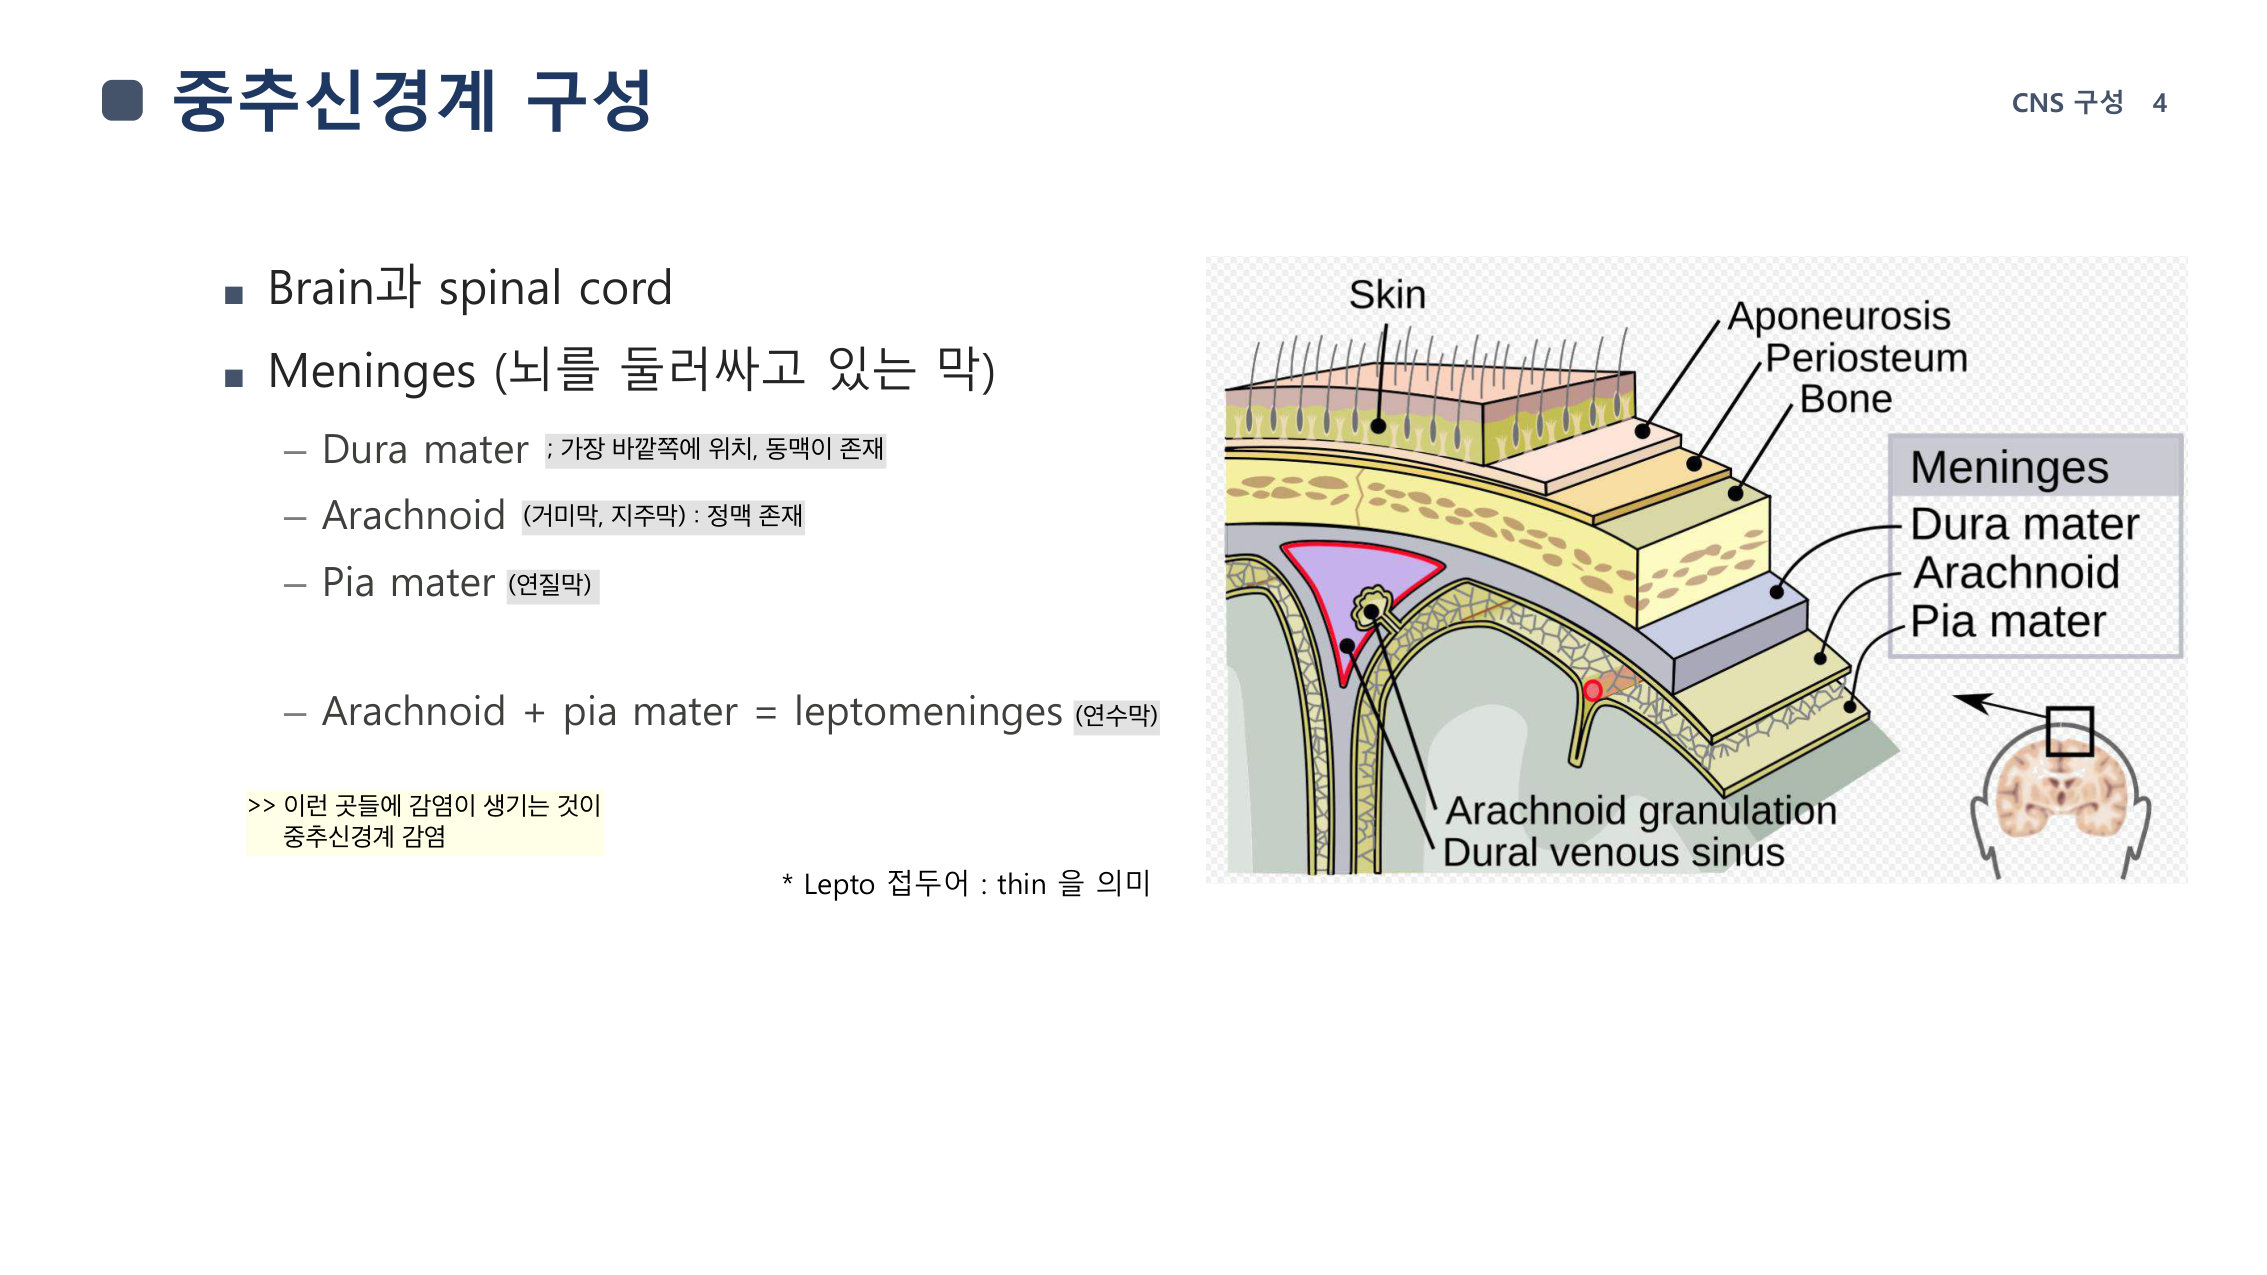 중추신경계 구성
CNS 구성 4
Brain과 spinal cord
Meninges (뇌를 둘러싸고 있는 막)
– Dura mater ; 가장 바깥쪽에 위치, 동맥이 존재
– Arachnoid (거미막, 지주막) : 정맥 존재
– Pia mater (연질막)
– Arachnoid + pia mater = leptomeninges (연수막)
>> 이런 곳들에 감염이 생기는 것이
중추신경계 감염
* Lepto 접두어 : thin 을 의미
Skin
Aponeurosis
Periosteum
Bone
Meninges
Dura mater
Arachnoid
Pia mater
Arachnoid granulation
Dural venous sinus